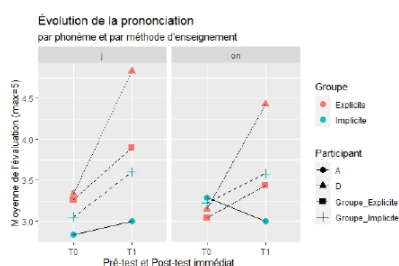 Évolution de la prononciation
par phonème et par méthode d'enseignement
j on
4.5
4.0
3.5
3.0
Moyenne de l'évaluation (max=5)
T0 T1 T0 T1
Pré-test et Post-test immédiat
Groupe
Explicite
Implicite
Participant
A
D
Groupe_Explicite
Groupe_Implicite